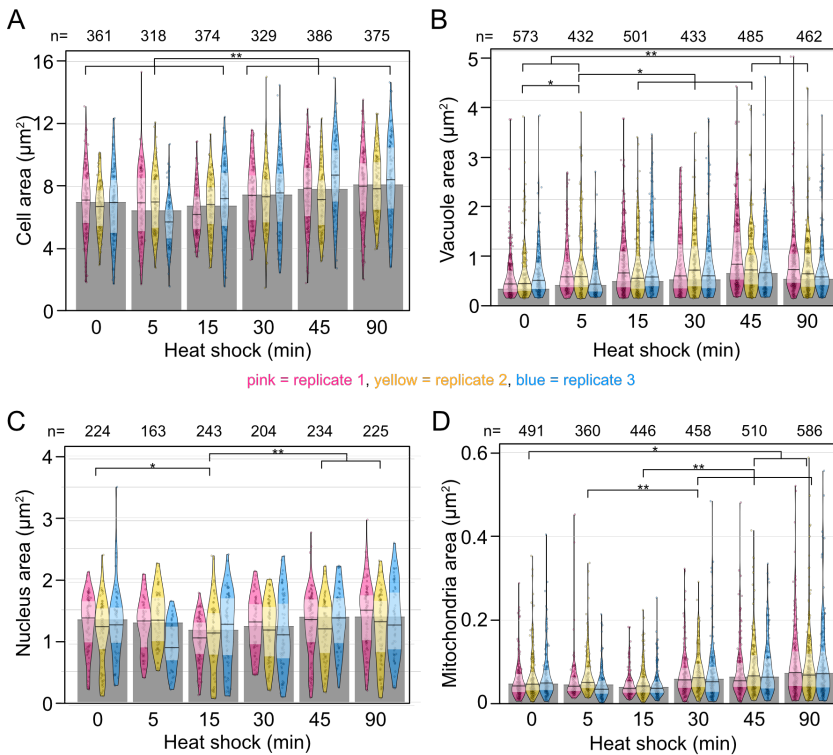 A
n= 361 318 374 329 386 375
**
16
12
8
4
0
Cell area (µm²)
0 5 15 30 45 90
Heat shock (min)
B
n= 573 432 501 433 485 462
**
*
*
5
4
3
2
1
0
Vacuole area (µm²)
0 5 15 30 45 90
Heat shock (min)
pink = replicate 1, yellow = replicate 2, blue = replicate 3
C
n= 224 163 243 204 234 225
**
*
4
3
2
1
0
Nucleus area (µm²)
0 5 15 30 45 90
Heat shock (min)
D
n= 491 360 446 458 510 586
*
**
**
0.6
0.4
0.2
0
Mitochondria area (µm²)
0 5 15 30 45 90
Heat shock (min)